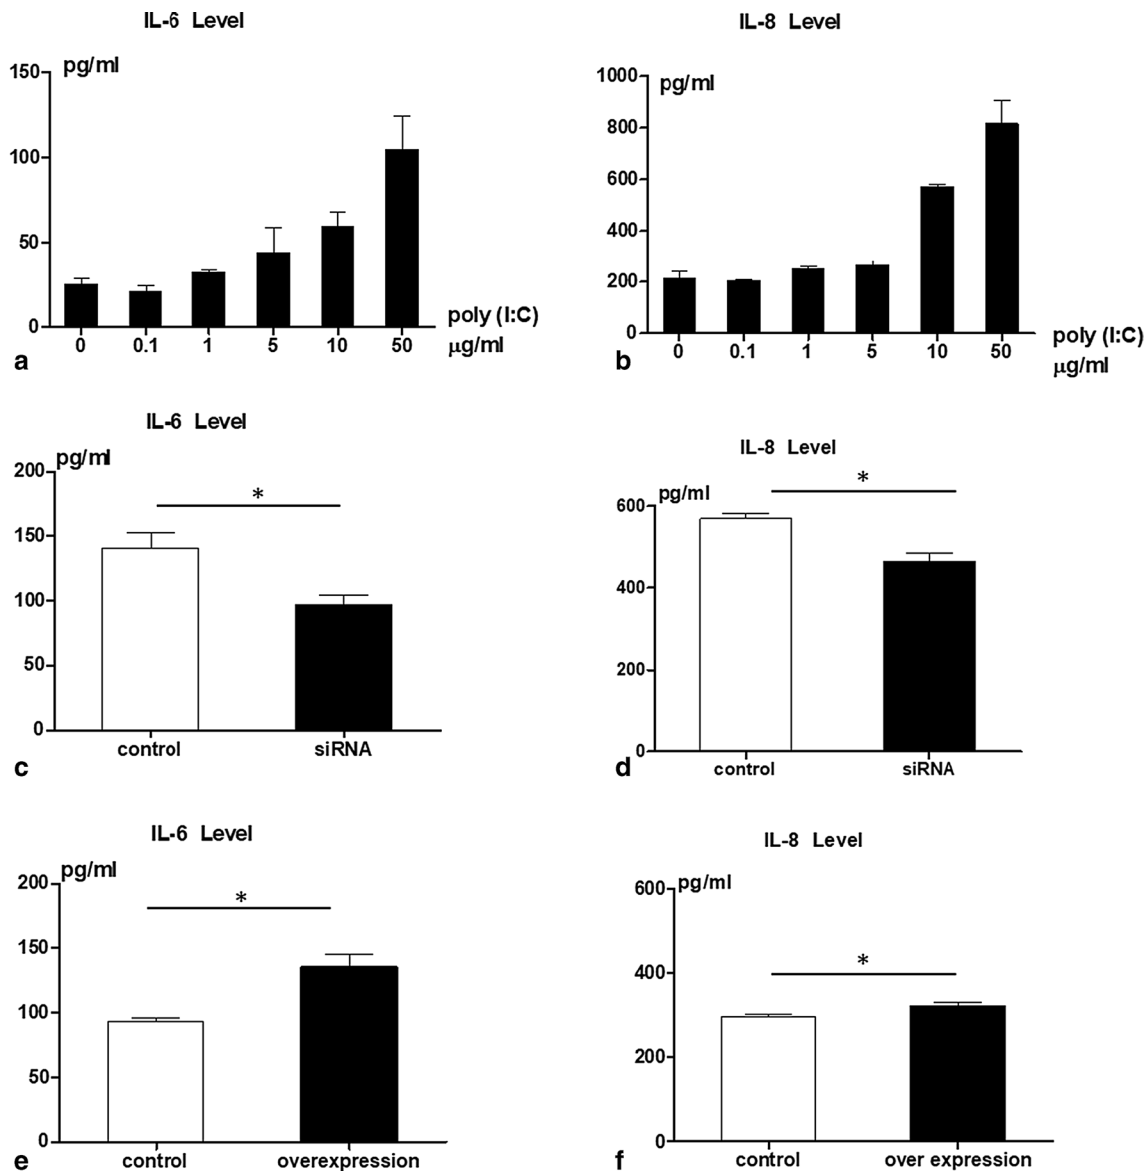 IL-6 Level
pg/ml
150
100
50
0
0 0.1 1 5 10 50
poly (I:C)
μg/ml
a
IL-8 Level
pg/ml
1000
800
600
400
200
0
0 0.1 1 5 10 50
poly (I:C)
μg/ml
b
IL-6 Level
pg/ml
200
150
100
50
0
*
control siRNA
c
IL-8 Level
pg/ml
600
400
200
0
*
control siRNA
d
IL-6 Level
pg/ml
200
150
100
50
0
*
control overexpression
e
IL-8 Level
pg/ml
600
400
200
0
*
control over expression
f